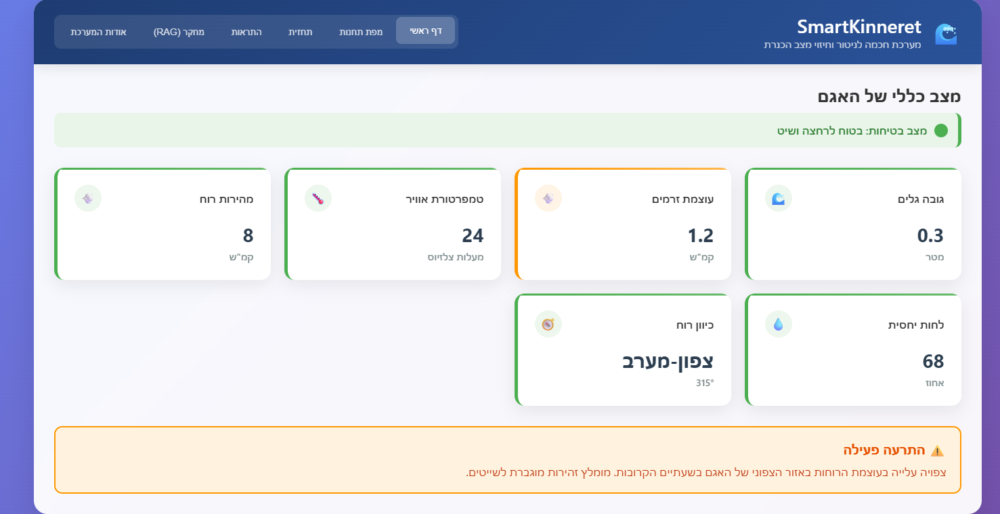 SmartKinneret
מערכת חכמה לניטור וחיזוי מצב הכנרת
דף ראשי
מפת תחנות
תחזית
התראות
מחקר (RAG)
אודות המערכת
מצב כללי של האגם
מצב בטיחות: בטוח לרחצה ושיט
גובה גלים
0.3
מטר
עוצמת זרמים
1.2
קמ"ש
טמפרטורת אוויר
24
מעלות צלזיוס
מהירות רוח
8
קמ"ש
לחות יחסית
68
אחוז
כיוון רוח
צפון-מערב
315°
התרעה פעילה
צפויה עלייה בעוצמת הרוחות באזור הצפוני של האגם בשעתיים הקרובות. מומלץ זהירות מוגברת לשייטים.